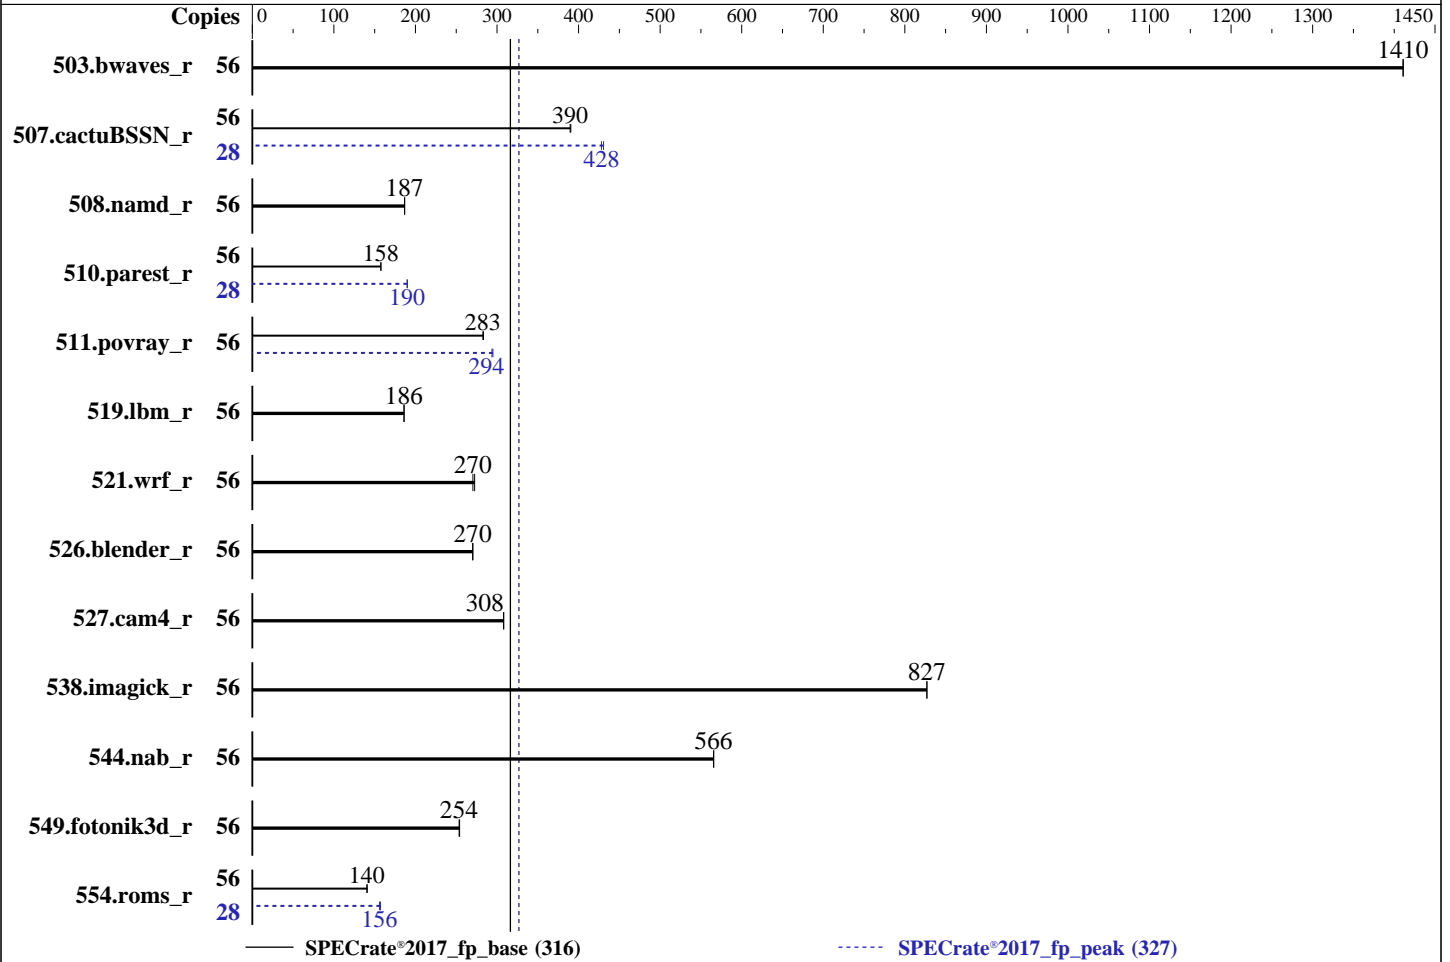 Copies 0 100 200 300 400 500 600 700 800 900 1000 1100 1200 1300 1450
503.bwaves_r 56 1410
507.cactuBSSN_r 56 390
28 428
508.namd_r 56 187
510.parest_r 56 158
28 190
511.povray_r 56 283
294
519.lbm_r 56 186
521.wrf_r 56 270
526.blender_r 56 270
527.cam4_r 56 308
538.imagick_r 56 827
544.nab_r 56 566
549.fotonik3d_r 56 254
554.roms_r 56 140
28 156
SPECrate®2017_fp_base (316) SPECrate®2017_fp_peak (327)